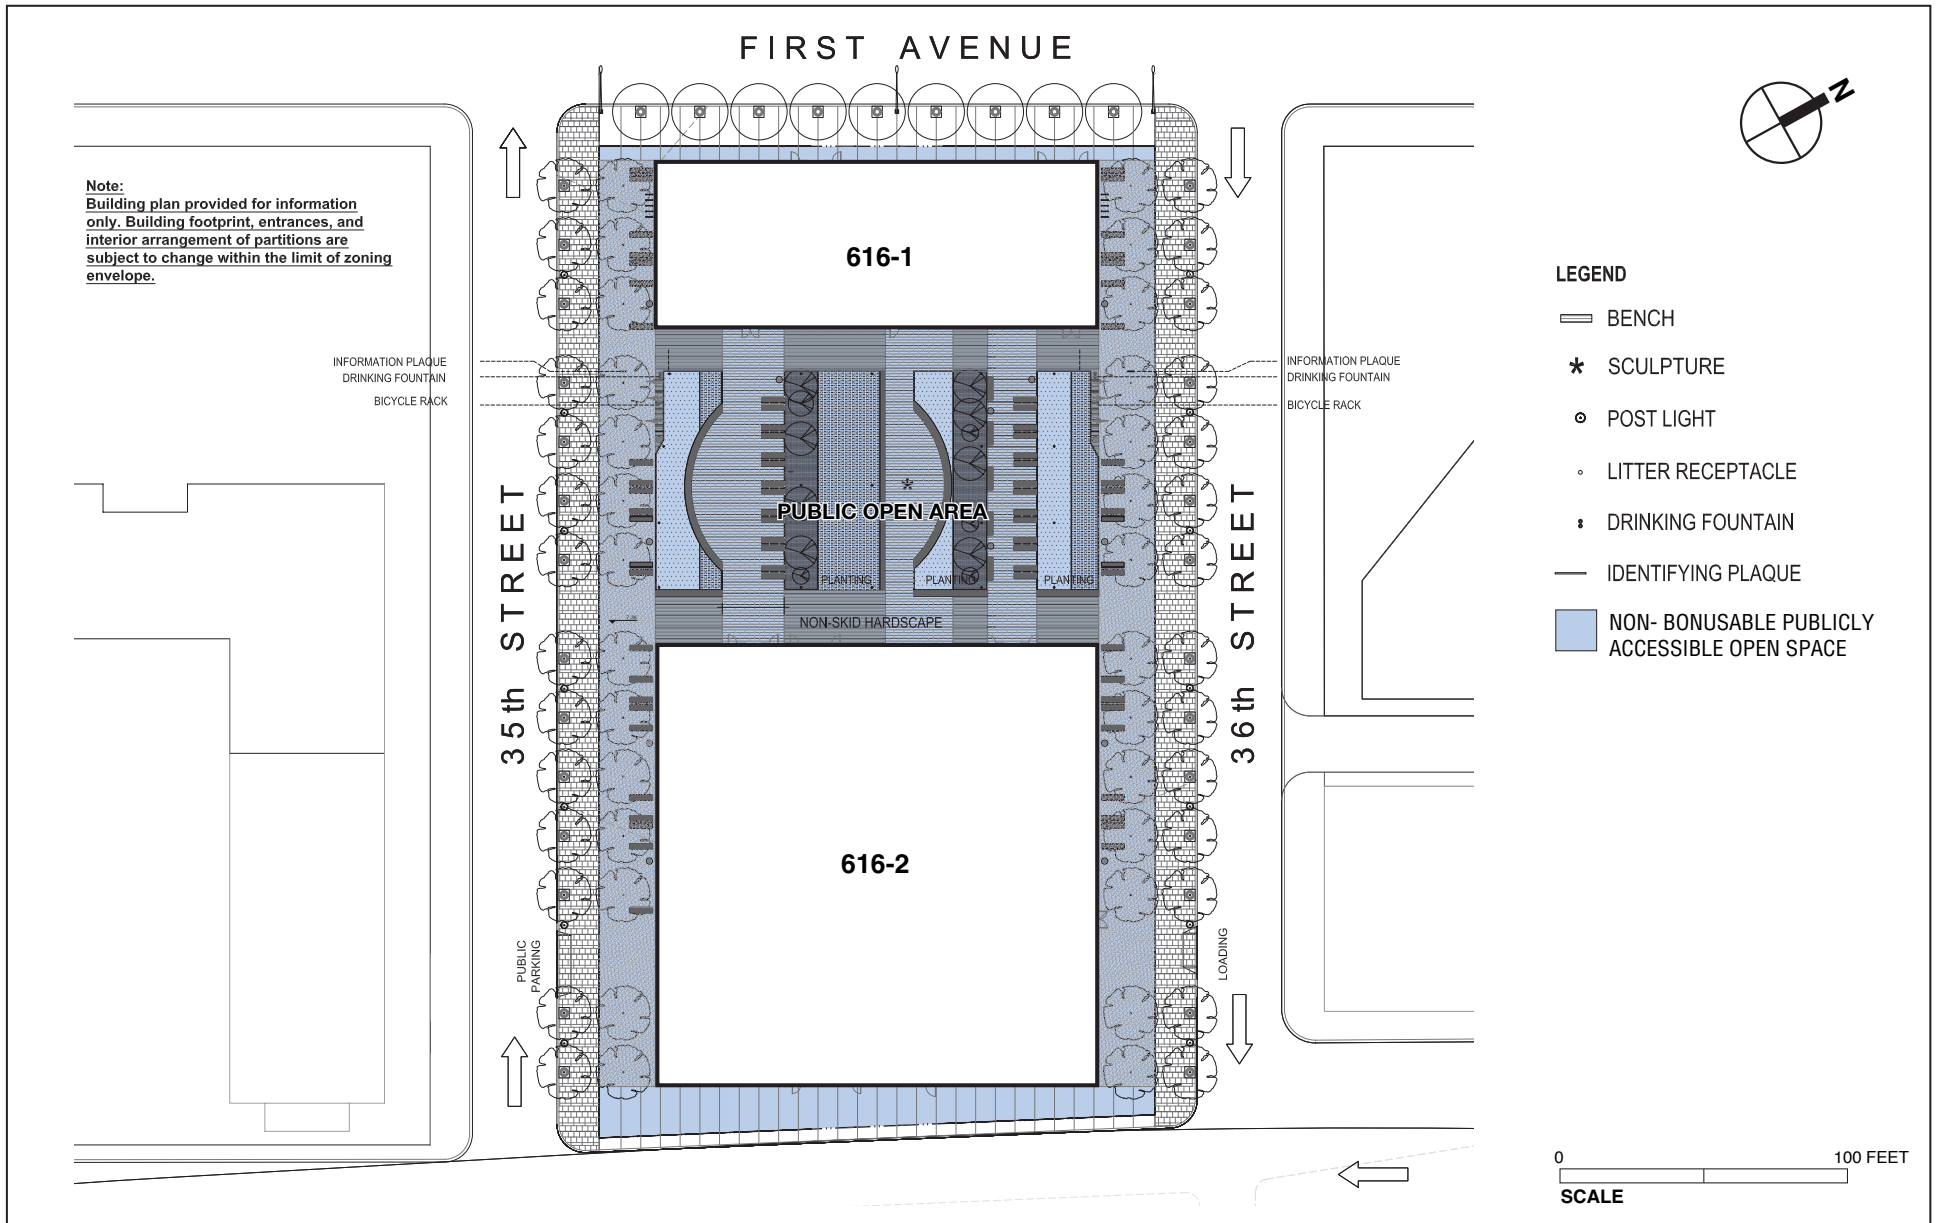 FIRST AVENUE
N
Note:
Building plan provided for information
only. Building footprint, entrances, and
interior arrangement of partitions are
subject to change within the limit of zoning
envelope.
616-1
LEGEND
BENCH
SCULPTURE
POST LIGHT
LITTER RECEPTACLE
DRINKING FOUNTAIN
IDENTIFYING PLAQUE
NON- BONUSABLE PUBLICLY
ACCESSIBLE OPEN SPACE
INFORMATION PLAQUE
DRINKING FOUNTAIN
BICYCLE RACK
INFORMATION PLAQUE
DRINKING FOUNTAIN
BICYCLE RACK
PUBLIC OPEN AREA
PLANTING
PLANTING
PLANTING
NON-SKID HARDSCAPE
35th STREET
36th STREET
616-2
PUBLIC
PARKING
LOADING
0
100 FEET
SCALE